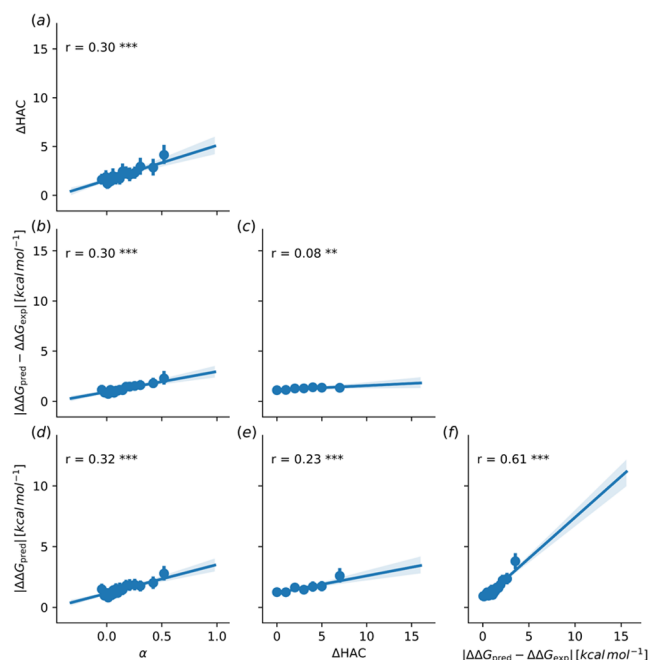 (a)
r = 0.30 ***
15
10
5
0
ΔHAC
(b)
(c)
r = 0.30 ***
r = 0.08 **
15
10
5
0
|ΔΔG_pred − ΔΔG_exp| [kcal mol⁻¹]
(d)
(e)
(f)
r = 0.32 ***
r = 0.23 ***
r = 0.61 ***
10
5
0
|ΔΔG_pred| [kcal mol⁻¹]
0.0 0.5 1.0
0 5 10 15
0 5 10 15
α
ΔHAC
|ΔΔG_pred − ΔΔG_exp| [kcal mol⁻¹]